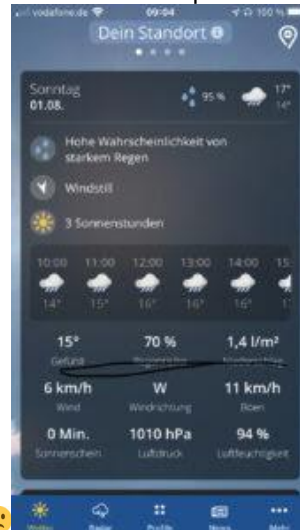 vodafone.de 09:04 100 %
Dein Standort
Sonntag 95 % 17°
01.08. 14°
Hohe Wahrscheinlichkeit von
starkem Regen
Windstill
3 Sonnenstunden
10:00 11:00 12:00 13:00 14:00 15:
14° 15° 16° 16° 16° 1
15° 70 % 1,4 l/m²
Gefühlt
6 km/h W 11 km/h
Wind Windrichtung Böen
0 Min. 1010 hPa 94 %
Sonnenschein Luftdruck Luftfeuchtigkeit
Wetter Radar Profile News Mehr